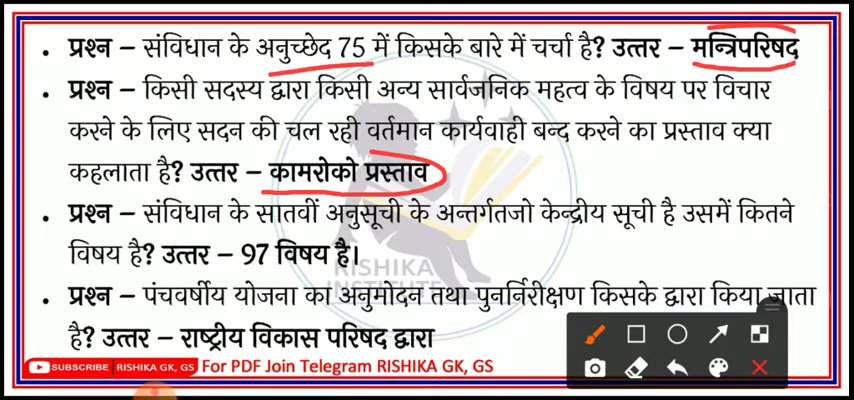 • प्रश्न – संविधान के अनुच्छेद 75 में किसके बारे में चर्चा है? उत्तर – मन्त्रिपरिषद
• प्रश्न – किसी सदस्य द्वारा किसी अन्य सार्वजनिक महत्व के विषय पर विचार
करने के लिए सदन की चल रही वर्तमान कार्यवाही बन्द करने का प्रस्ताव क्या
कहलाता है? उत्तर – कामरोको प्रस्ताव
• प्रश्न – संविधान के सातवीं अनुसूची के अन्तर्गतजो केन्द्रीय सूची है उसमें कितने
विषय है? उत्तर – 97 विषय है।
RISHIKA
INSTITUTE
• प्रश्न – पंचवर्षीय योजना का अनुमोदन तथा पुनर्निरीक्षण किसके द्वारा किया जाता
है? उत्तर – राष्ट्रीय विकास परिषद द्वारा
SUBSCRIBE RISHIKA GK, GS For PDF Join Telegram RISHIKA GK, GS